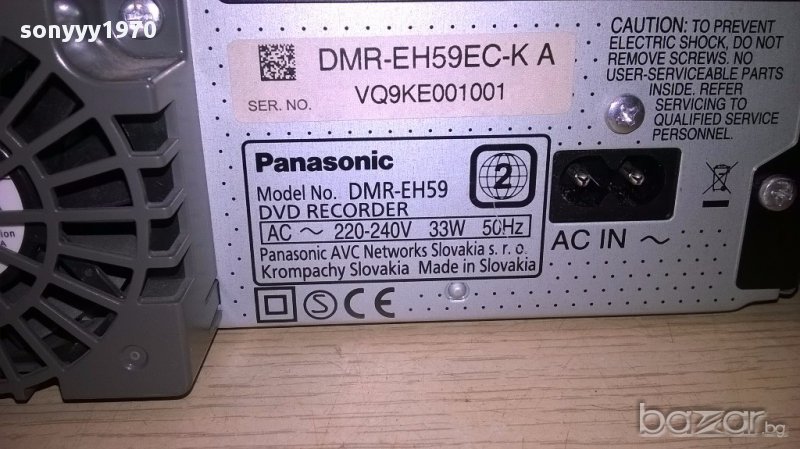 sonyyy1970
DMR-EH59EC-K A
SER. NO. VQ9KE001001
CAUTION: TO PREVENT
ELECTRIC SHOCK, DO NOT
REMOVE SCREWS. NO
USER-SERVICEABLE PARTS
INSIDE. REFER
SERVICING TO
QUALIFIED SERVICE
PERSONNEL.
Panasonic
Model No. DMR-EH59
DVD RECORDER
AC ~ 220-240V 33W 50Hz
Panasonic AVC Networks Slovakia s. r. o.
Krompachy Slovakia Made in Slovakia
2
AC IN ~
S CE
bazar.bg